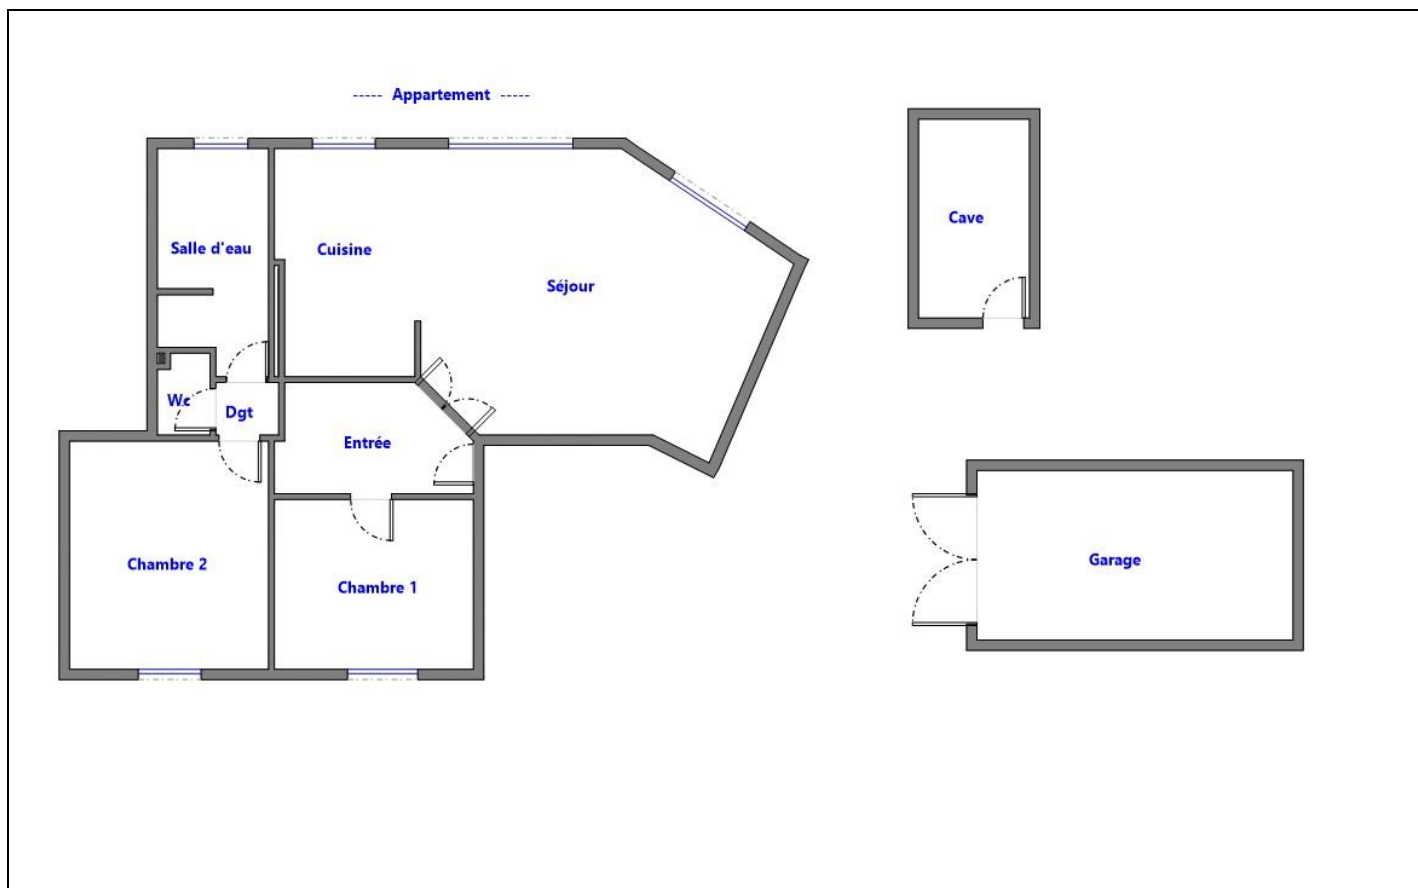 ----- Appartement -----
Cave
Salle d'eau
Cuisine
Séjour
Wc
Dgt
Entrée
Chambre 2
Chambre 1
Garage